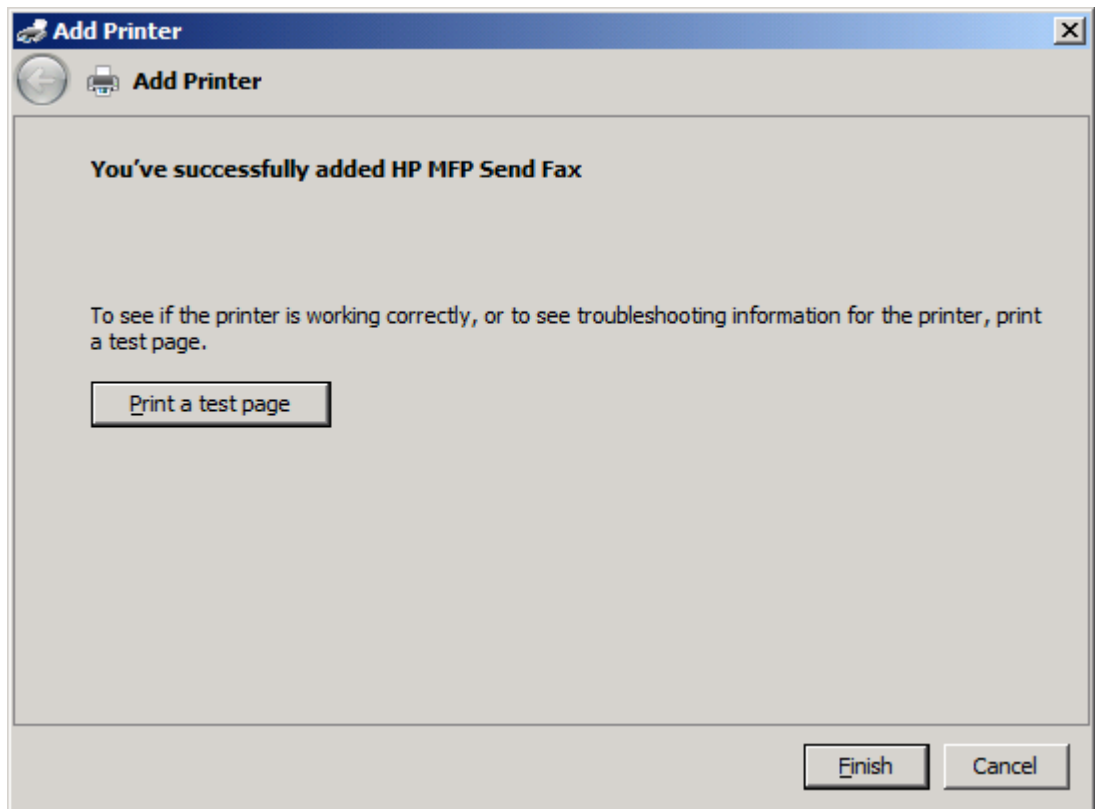 Add Printer
Add Printer
You've successfully added HP MFP Send Fax
To see if the printer is working correctly, or to see troubleshooting information for the printer, print
a test page.
Print a test page
Finish Cancel